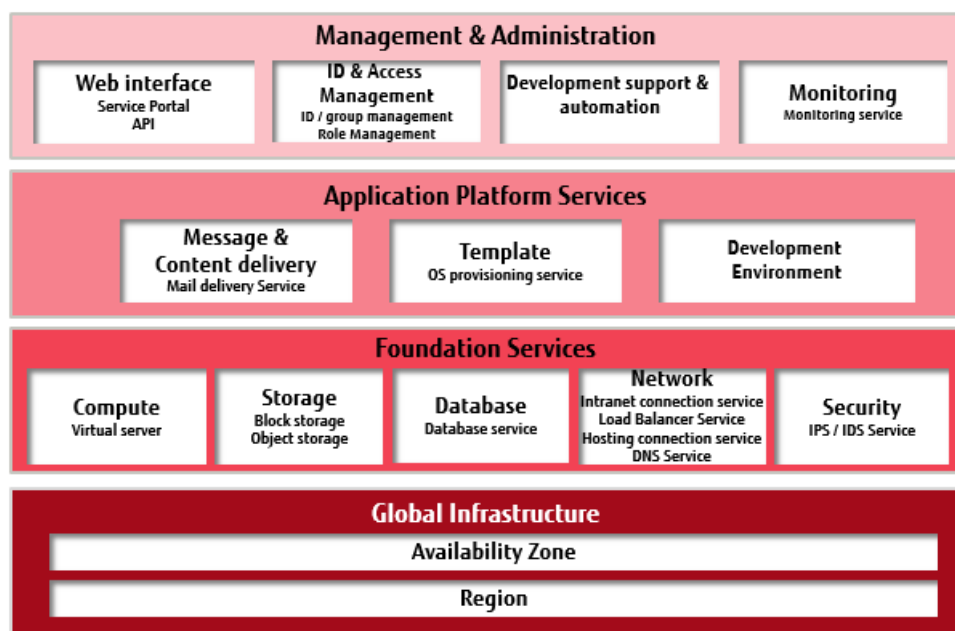 Management & Administration
Web interface
Service Portal
API
ID & Access
Management
ID / group management
Role Management
Development support &
automation
Monitoring
Monitoring service
Application Platform Services
Message &
Content delivery
Mail delivery Service
Template
OS provisioning service
Development
Environment
Foundation Services
Compute
Virtual server
Storage
Block storage
Object storage
Database
Database service
Network
Intranet connection service
Load Balancer Service
Hosting connection service
DNS Service
Security
IPS / IDS Service
Global Infrastructure
Availability Zone
Region